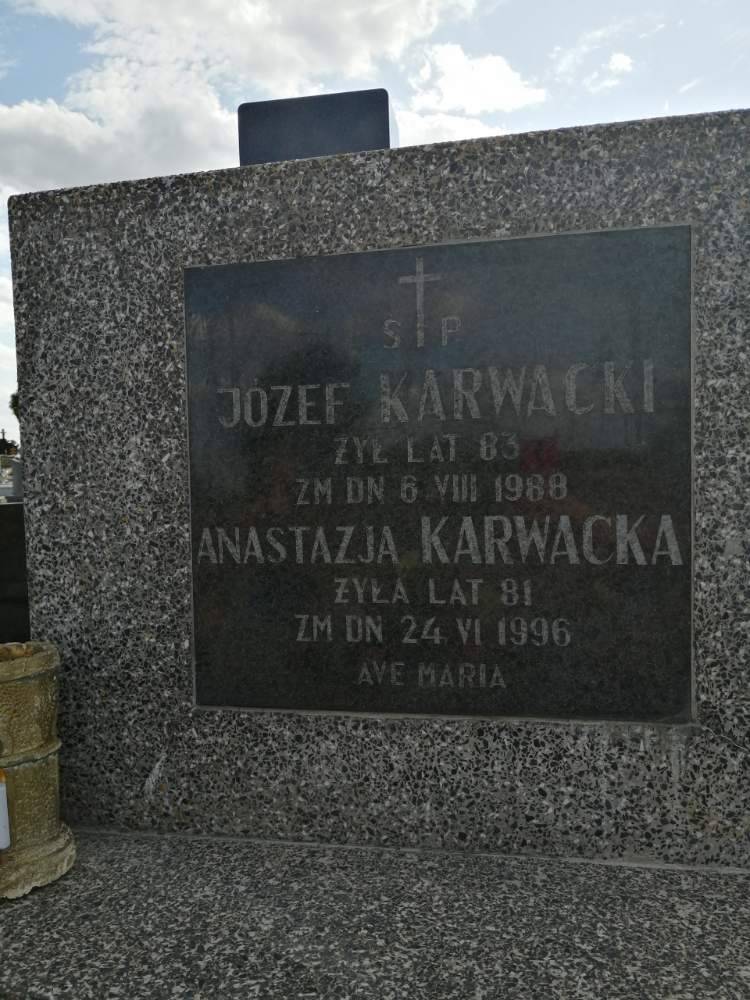 S P
JÓZEF KARWACKI
ŻYŁ LAT 83
ZM DN 6 VIII 1988
ANASTAZJA KARWACKA
ŻYŁA LAT 81
ZM DN 24 VI 1996
AVE MARIA